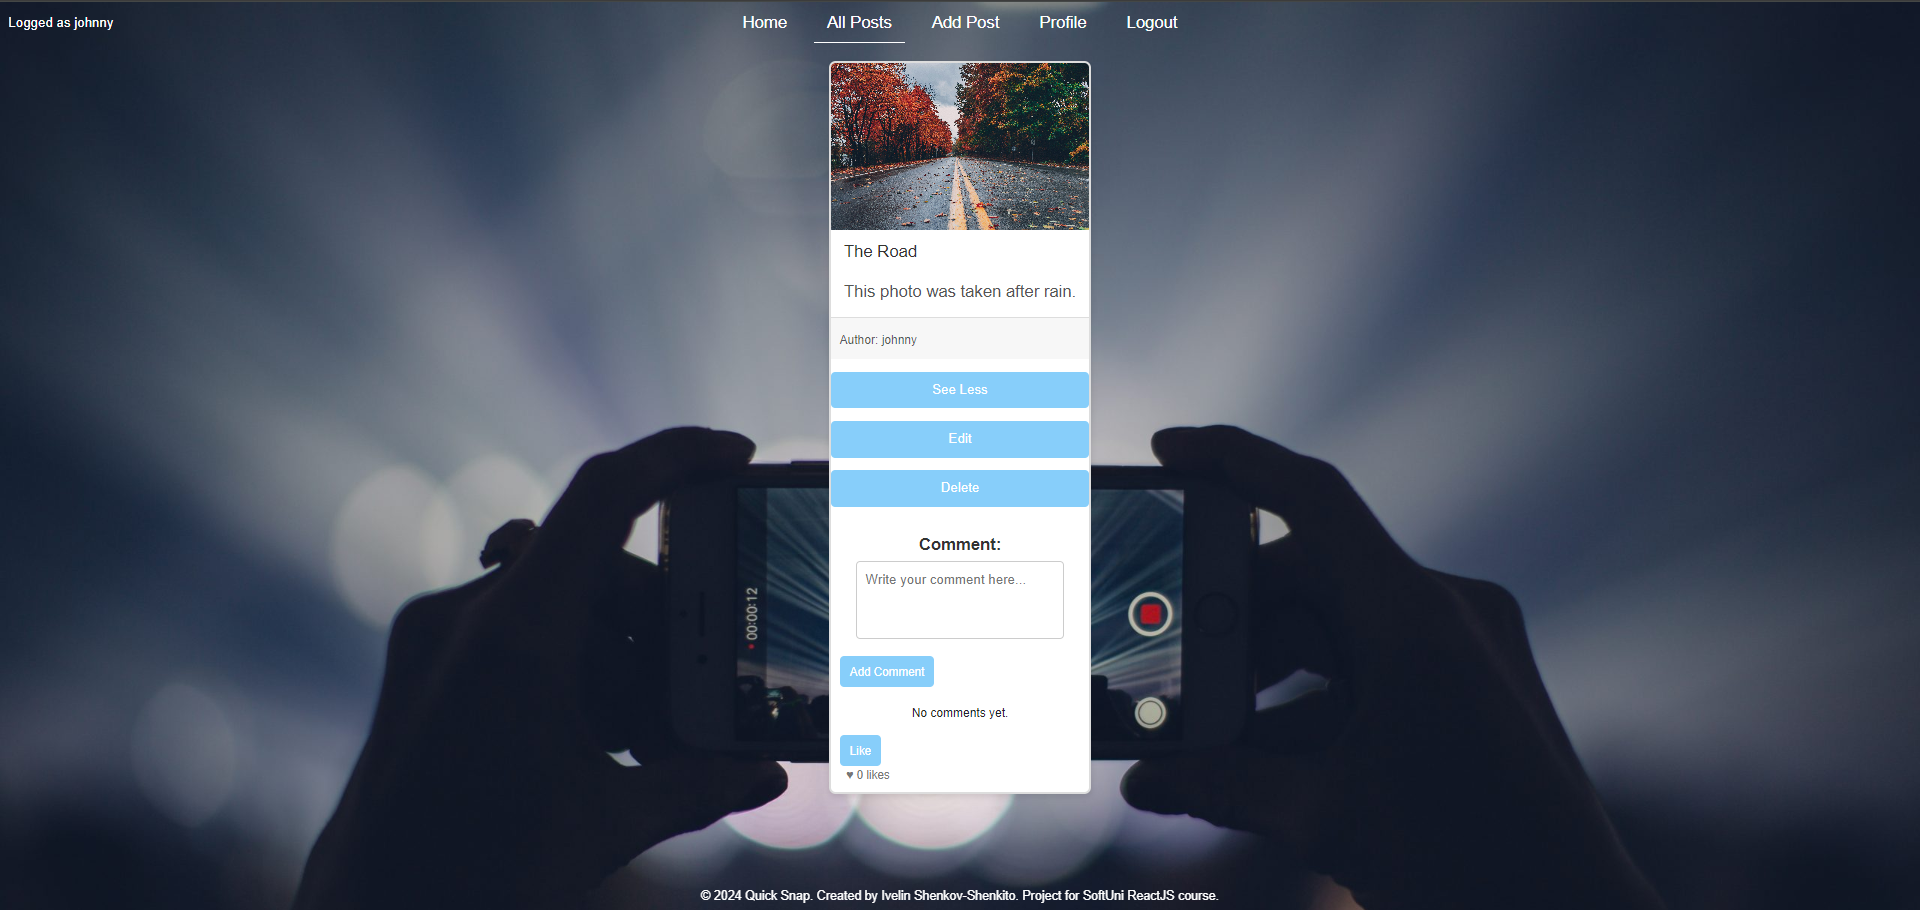 Logged as johnny
Home
All Posts
Add Post
Profile
Logout
The Road
This photo was taken after rain.
Author: johnny
See Less
Edit
Delete
Comment:
Write your comment here...
00:00:12
Add Comment
No comments yet.
Like
♥ 0 likes
© 2024 Quick Snap. Created by Ivelin Shenkov-Shenkito. Project for SoftUni ReactJS course.